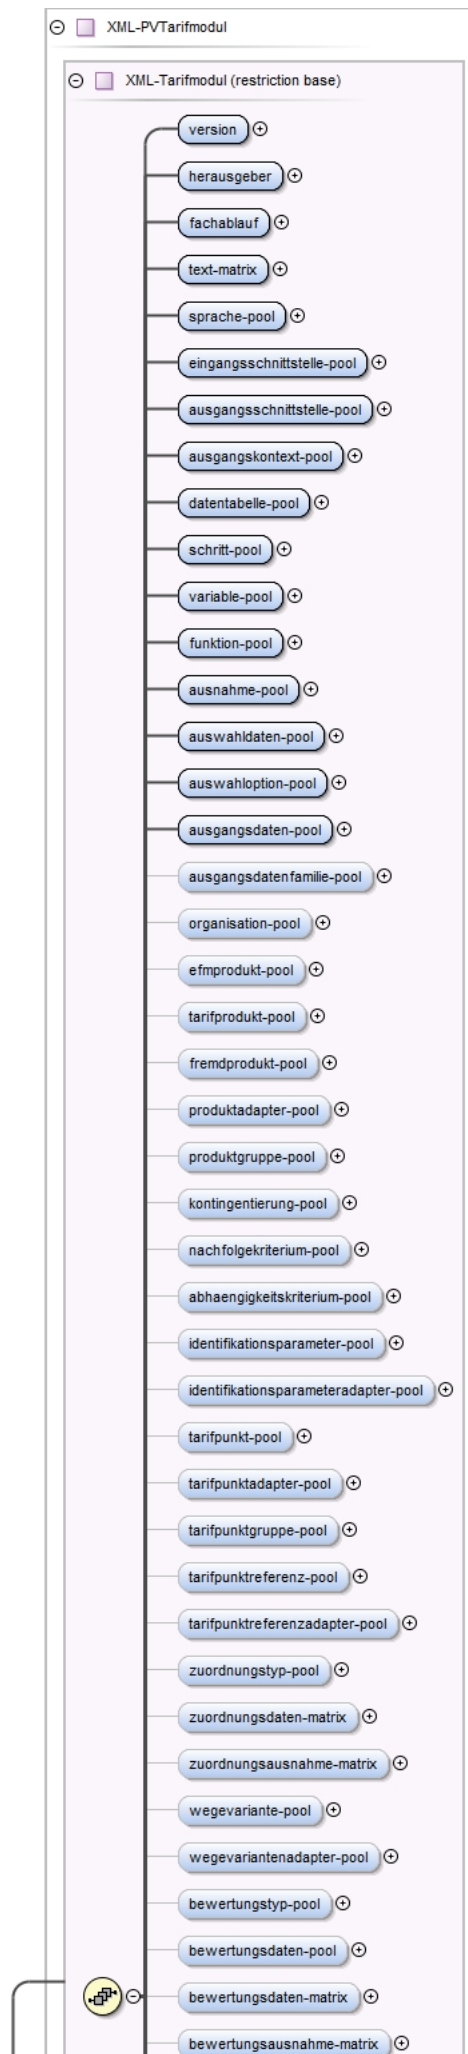 XML-PVTarifmodul
XML-Tarifmodul (restriction base)
version
herausgeber
fachablauf
text-matrix
sprache-pool
eingangsschnittstelle-pool
ausgangsschnittstelle-pool
ausgangskontext-pool
datentabelle-pool
schritt-pool
variable-pool
funktion-pool
ausnahme-pool
auswahldaten-pool
auswahloption-pool
ausgangsdaten-pool
ausgangsdatenfamilie-pool
organisation-pool
efmprodukt-pool
tarifprodukt-pool
fremdprodukt-pool
produktadapter-pool
produktgruppe-pool
kontingentierung-pool
nachfolgekriterium-pool
abhaengigkeitskriterium-pool
identifikationsparameter-pool
identifikationsparameteradapter-pool
tarifpunkt-pool
tarifpunktadapter-pool
tarifpunktgruppe-pool
tarifpunktreferenz-pool
tarifpunktreferenzadapter-pool
zuordnungstyp-pool
zuordnungsdaten-matrix
zuordnungsausnahme-matrix
wegevariante-pool
wegevariantenadapter-pool
bewertungstyp-pool
bewertungsdaten-pool
bewertungsdaten-matrix
bewertungsausnahme-matrix